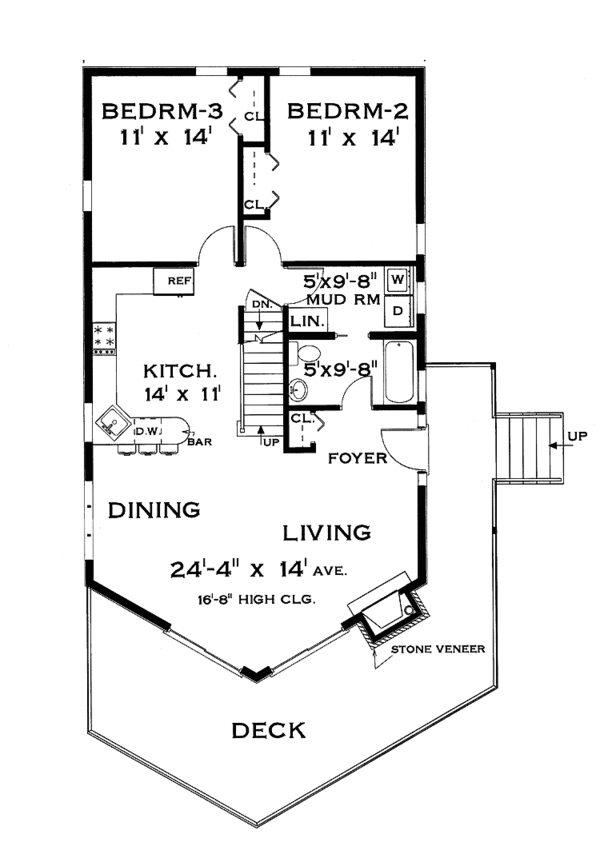 BEDRM-3
11' X 14'
CL.
BEDRM-2
11' X 14'
CL.
REF
5'x9'-8"
MUD RM
W
D
DN.
LIN.
KITCH.
14' X 11'
5'x9'-8"
D.W.
BAR
UP
CL.
FOYER
UP
DINING
LIVING
24'-4" X 14' AVE.
16'-8" HIGH CLG.
STONE VENEER
DECK